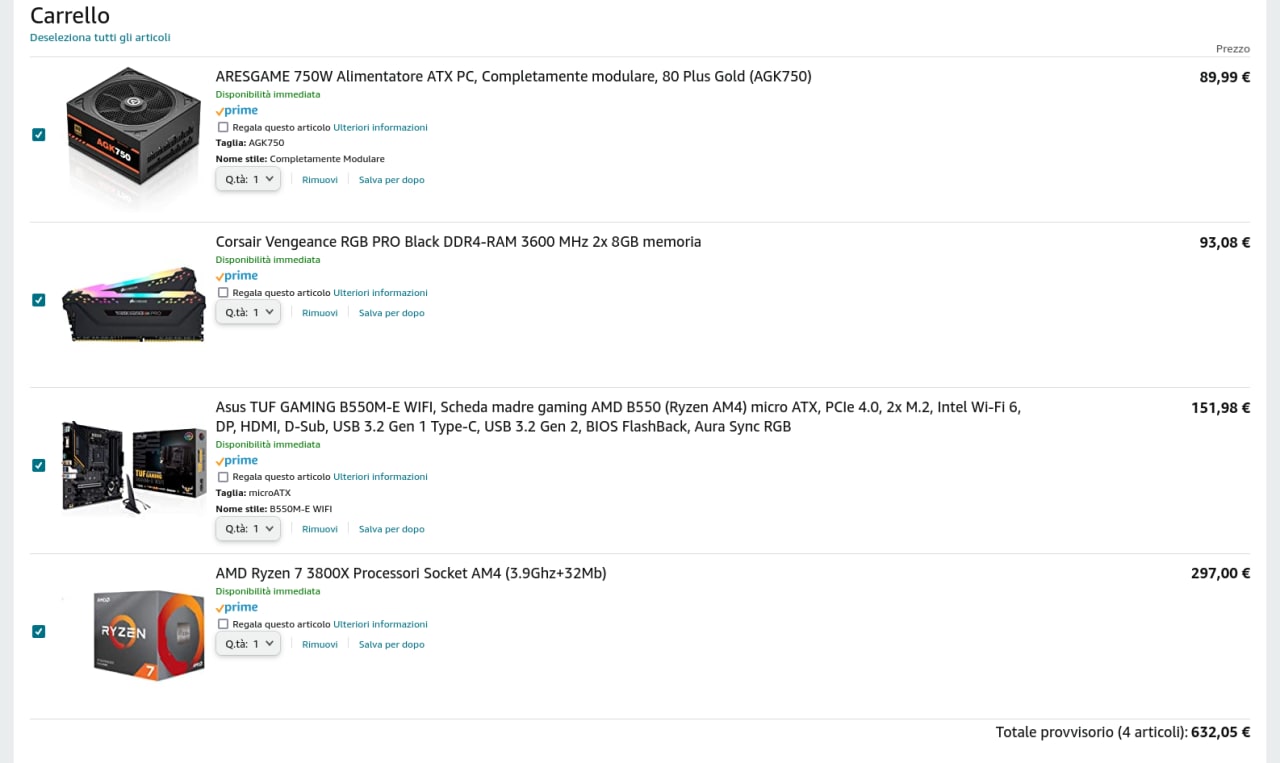 Carrello
Deseleziona tutti gli articoli
Prezzo
ARESGAME 750W Alimentatore ATX PC, Completamente modulare, 80 Plus Gold (AGK750)
89,99 €
Disponibilità immediata
prime
Regala questo articolo Ulteriori informazioni
Taglia: AGK750
Nome stile: Completamente Modulare
Q.tà: 1
Rimuovi
Salva per dopo
AGK750
Corsair Vengeance RGB PRO Black DDR4-RAM 3600 MHz 2x 8GB memoria
93,08 €
Disponibilità immediata
prime
Regala questo articolo Ulteriori informazioni
Q.tà: 1
Rimuovi
Salva per dopo
Asus TUF GAMING B550M-E WIFI, Scheda madre gaming AMD B550 (Ryzen AM4) micro ATX, PCIe 4.0, 2x M.2, Intel Wi-Fi 6,
151,98 €
DP, HDMI, D-Sub, USB 3.2 Gen 1 Type-C, USB 3.2 Gen 2, BIOS FlashBack, Aura Sync RGB
Disponibilità immediata
prime
Regala questo articolo Ulteriori informazioni
Taglia: microATX
Nome stile: B550M-E WIFI
Q.tà: 1
Rimuovi
Salva per dopo
AMD Ryzen 7 3800X Processori Socket AM4 (3.9Ghz+32Mb)
297,00 €
Disponibilità immediata
prime
Regala questo articolo Ulteriori informazioni
Q.tà: 1
Rimuovi
Salva per dopo
AMD
RYZEN
7
Totale provvisorio (4 articoli): 632,05 €